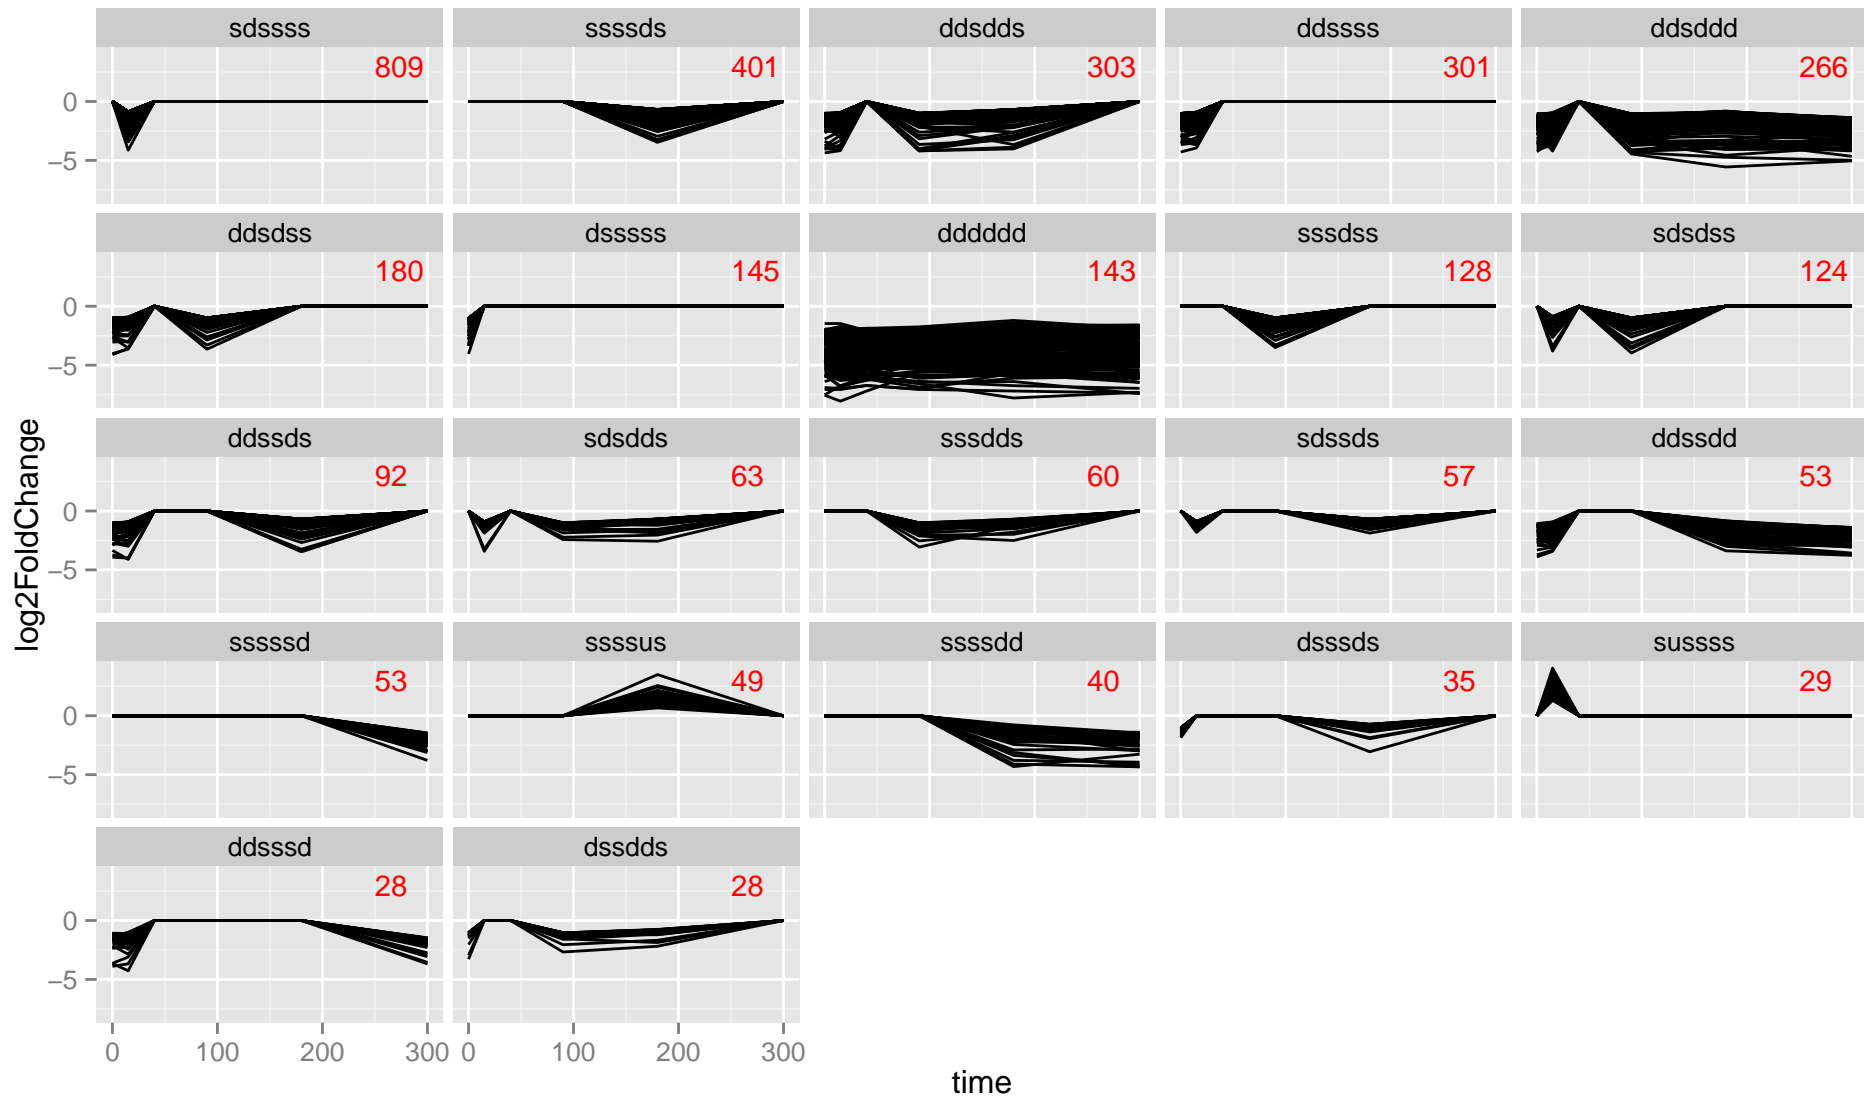 sdssss ssssds ddsdds ddssss ddsddd
809 401 303 301 266
0
−5
ddsdss dsssss dddddd sssdss sdsdss
180 145 143 128 124
0
−5
ddssds sdsdds sssdds sdssds ddssdd
92 63 60 57 53
0
−5
sssssd ssssus ssssdd dsssds sussss
53 49 40 35 29
0
−5
ddsssd dssdds
28 28
0
−5
0 100 200 300 0 100 200 300
time
log2FoldChange